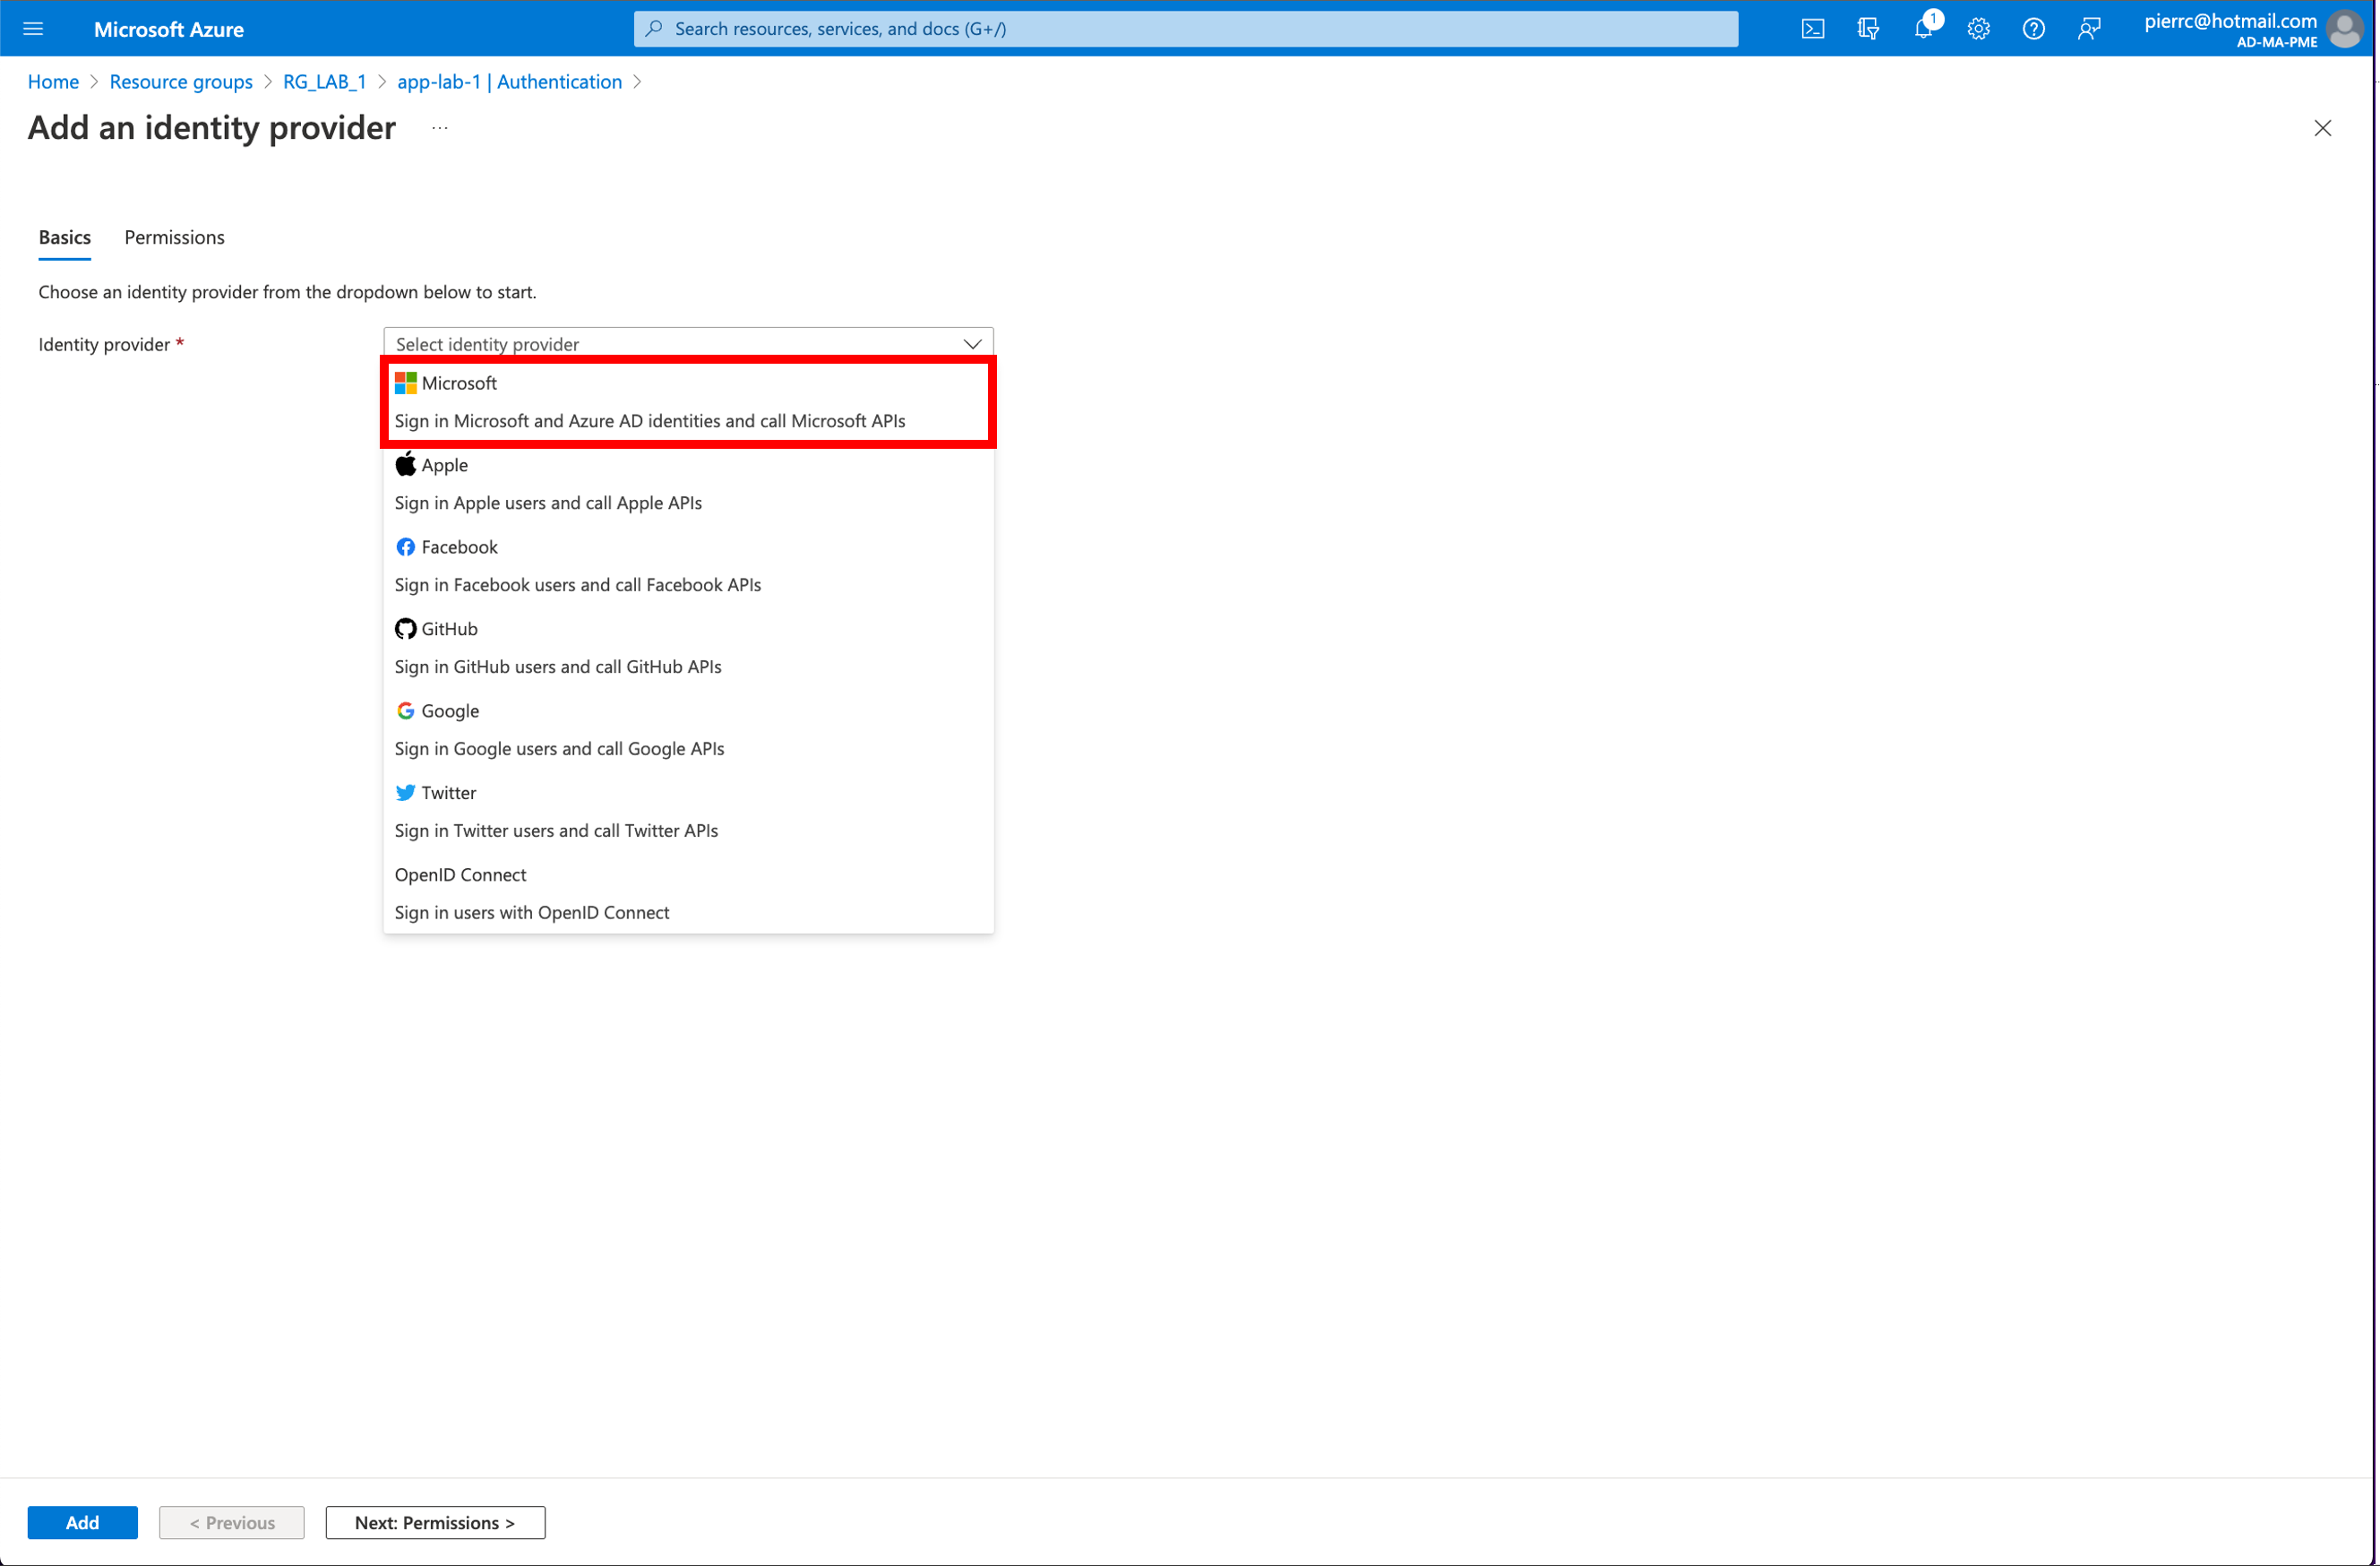 Microsoft Azure
Search resources, services, and docs (G+/)
1
pierrc@hotmail.com
AD-MA-PME
Home > Resource groups > RG_LAB_1 > app-lab-1 | Authentication >
Add an identity provider ...
Basics Permissions
Choose an identity provider from the dropdown below to start.
Identity provider *
Select identity provider
Microsoft
Sign in Microsoft and Azure AD identities and call Microsoft APIs
Apple
Sign in Apple users and call Apple APIs
Facebook
Sign in Facebook users and call Facebook APIs
GitHub
Sign in GitHub users and call GitHub APIs
Google
Sign in Google users and call Google APIs
Twitter
Sign in Twitter users and call Twitter APIs
OpenID Connect
Sign in users with OpenID Connect
Add
< Previous
Next: Permissions >